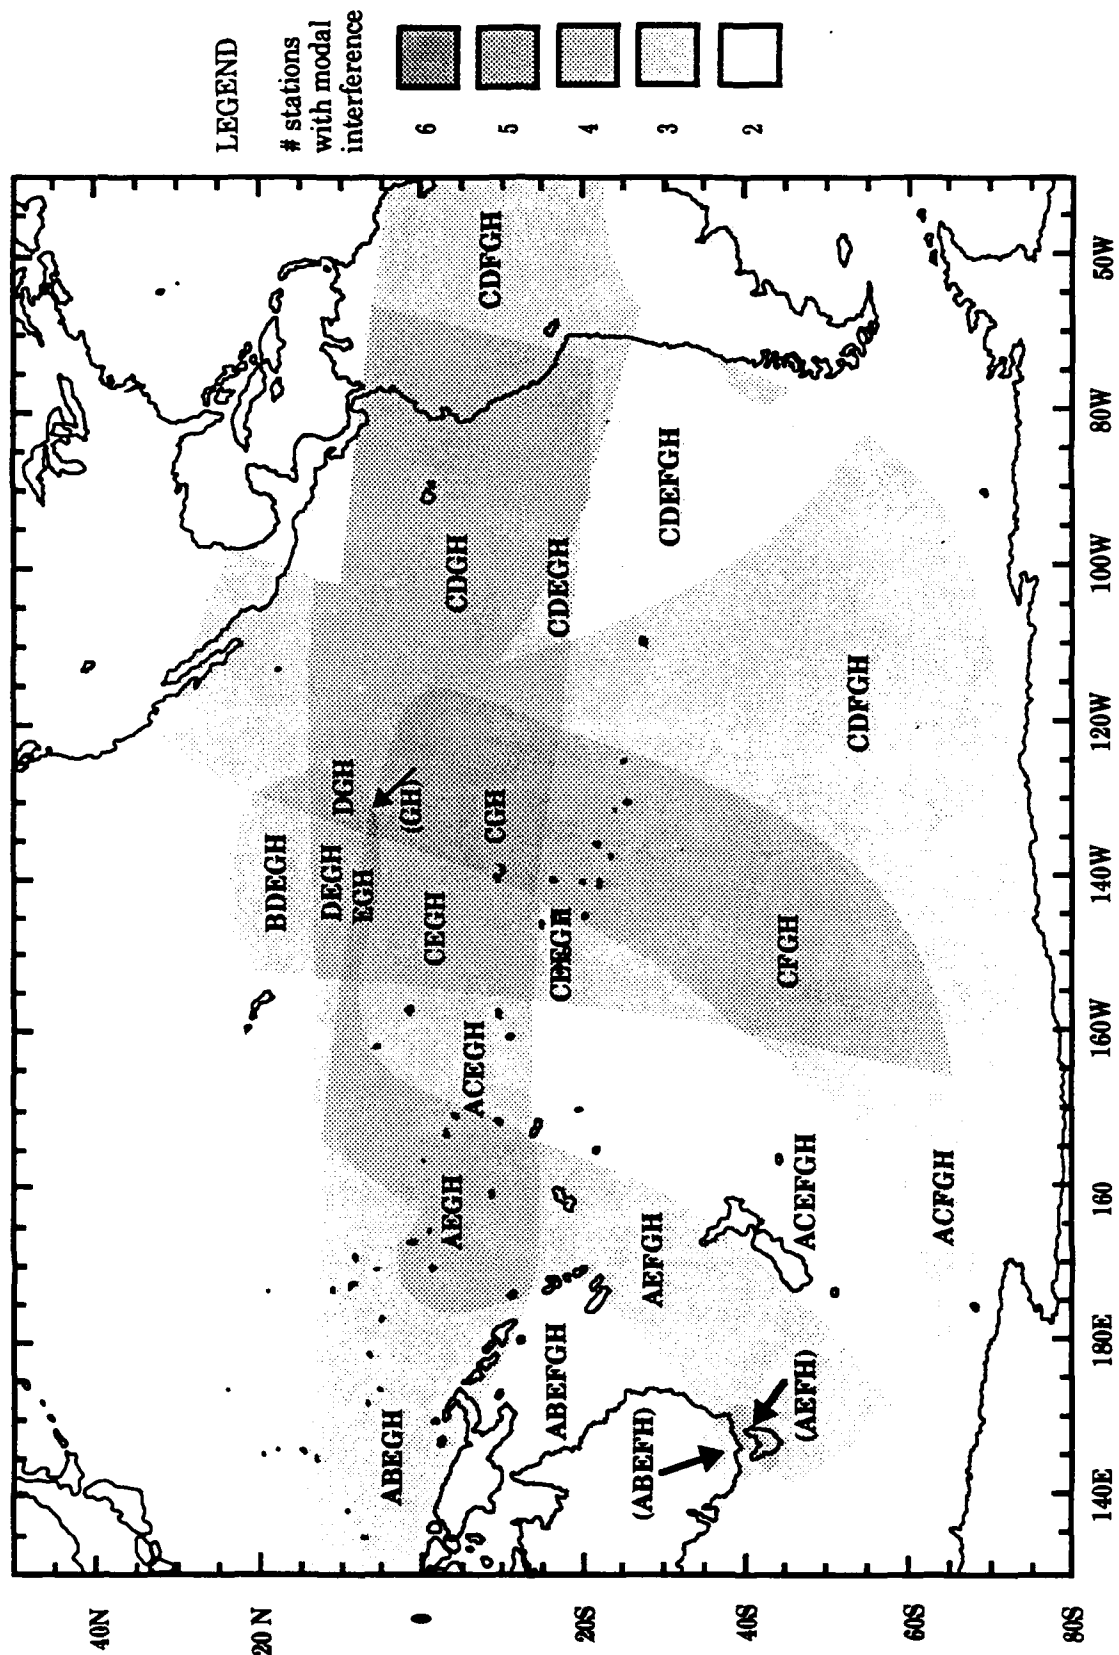 LEGEND
# stations
with modal
interference
6
5
4
3
2
40N
20 N
0
20S
40S
60S
80S
BDEGH
DEGH
DGH
EGH
ABEGH
(GH)
CEGH
AEGH
CDGH
ACEGH
CDFGH
CGH
ABEFGH
CDEGH
(ABEFH)
AEFGH
CDEFGH
CFGH
ACEFGH
(AEFH)
CDFGH
ACFGH
140E
180E
160
160W
140W
120W
100W
80W
50W